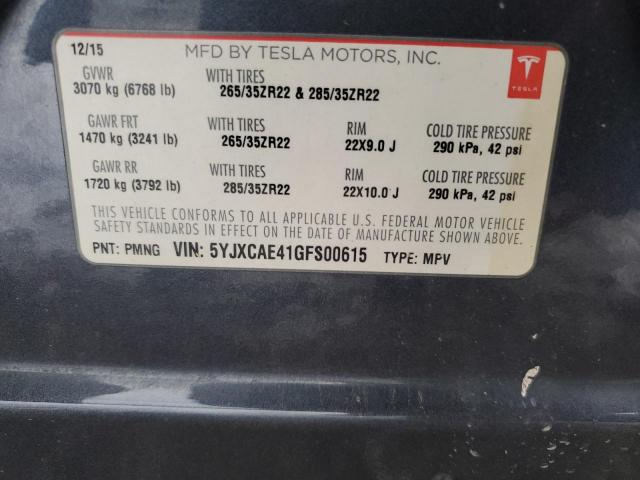 12/15 MFD BY TESLA MOTORS, INC.
TESLA
GVWR WITH TIRES
3070 kg (6768 lb) 265/35ZR22 & 285/35ZR22
GAWR FRT WITH TIRES RIM COLD TIRE PRESSURE
1470 kg (3241 lb) 265/35ZR22 22X9.0 J 290 kPa, 42 psi
GAWR RR WITH TIRES RIM COLD TIRE PRESSURE
1720 kg (3792 lb) 285/35ZR22 22X10.0 J 290 kPa, 42 psi
THIS VEHICLE CONFORMS TO ALL APPLICABLE U.S. FEDERAL MOTOR VEHICLE
SAFETY STANDARDS IN EFFECT ON THE DATE OF MANUFACTURE SHOWN ABOVE.
PNT: PMNG VIN: 5YJXCAE41GFS00615 TYPE: MPV